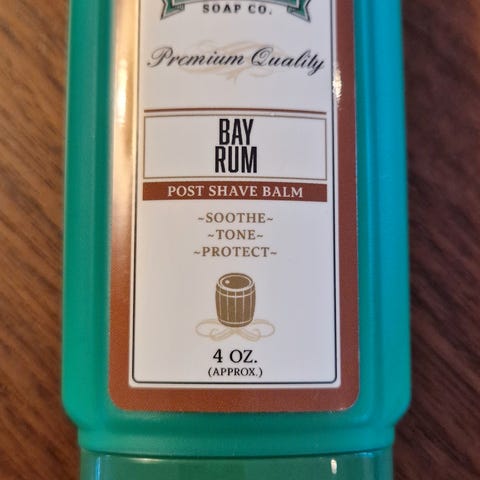 SOAP CO.
Premium Quality
BAY
RUM
POST SHAVE BALM
~SOOTHE~
~TONE~
~PROTECT~
4 OZ.
(APPROX.)